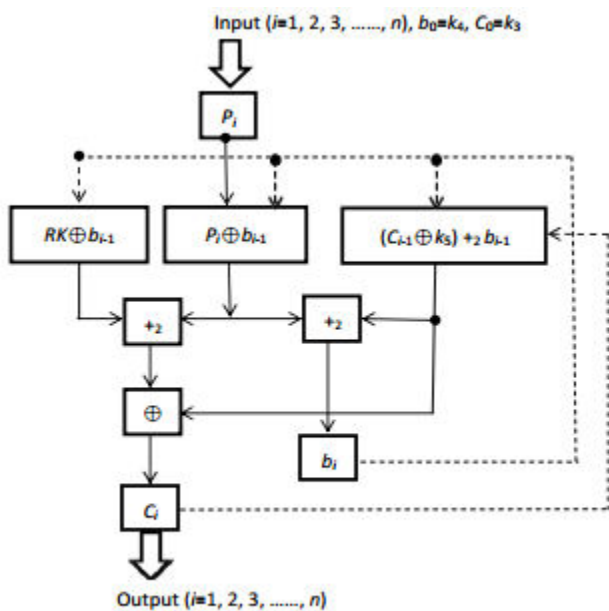 Input (i=1, 2, 3, ......, n), b₀=k₄, C₀=k₃
Pᵢ
RK⊕bᵢ₋₁
Pᵢ⊕bᵢ₋₁
(Cᵢ₋₁⊕k₅) +₂ bᵢ₋₁
+₂
+₂
⊕
bᵢ
Cᵢ
Output (i=1, 2, 3, ......, n)